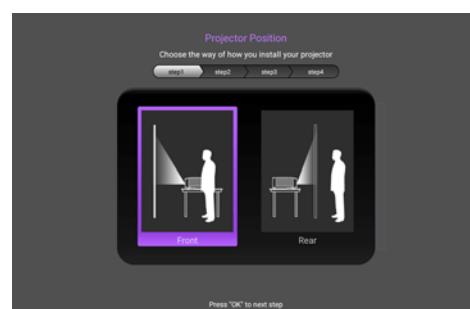 Projector Position
Choose the way of how you install your projector
step1 step2 step3 step4
Front Rear
Press "OK" to next step